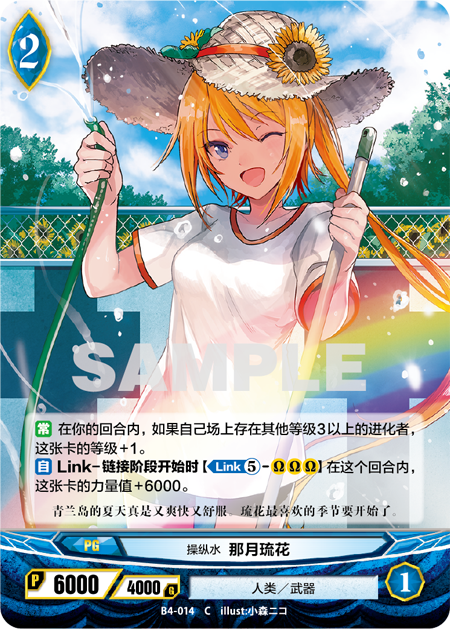 2
SAMPLE
常 在你的回合内，如果自己场上存在其他等级3以上的进化者，
这张卡的等级+1。
自 Link-链接阶段开始时【Link 5-ΩΩΩ】在这个回合内，
这张卡的力量值+6000。
青兰岛的夏天真是又爽快又舒服。琉花最喜欢的季节要开始了。
PG 操纵水 那月琉花
P 6000 / 4000 G 人类／武器 1
B4-014 C illust:小森ニコ